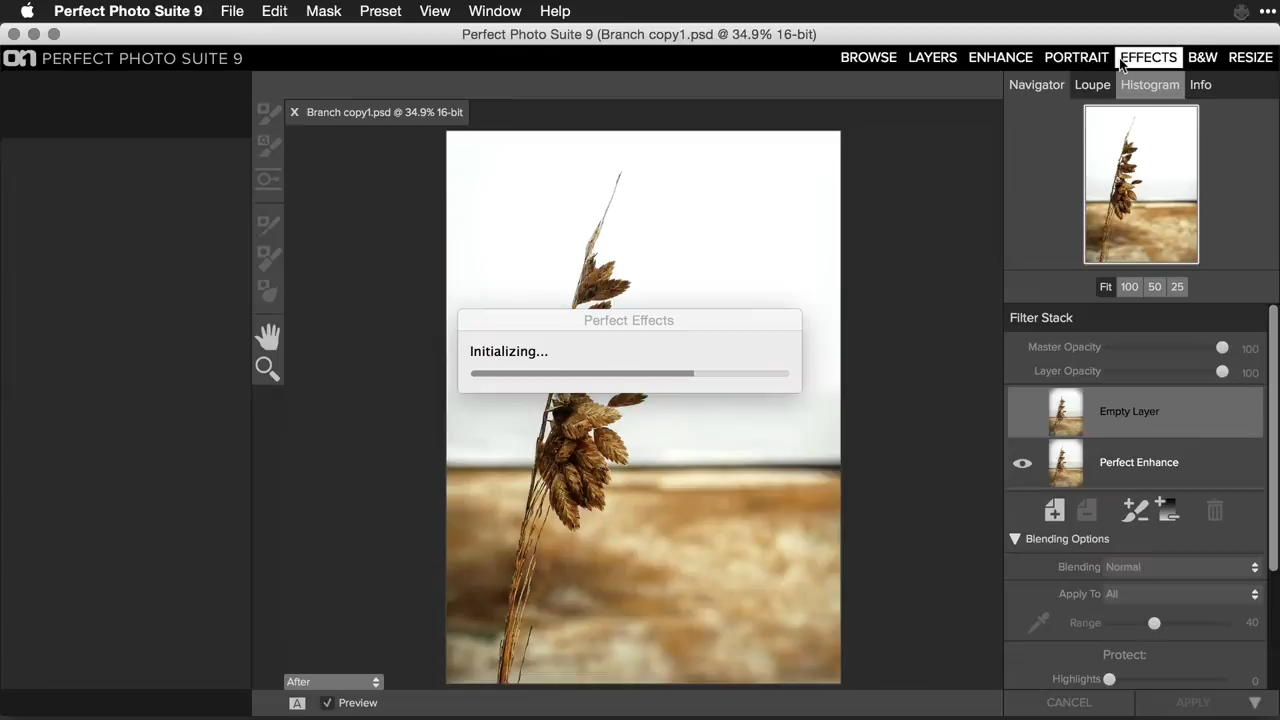 Perfect Photo Suite 9 File Edit Mask Preset View Window Help
Perfect Photo Suite 9 (Branch copy1.psd @ 34.9% 16-bit)
on PERFECT PHOTO SUITE 9 BROWSE LAYERS ENHANCE PORTRAIT EFFECTS B&W RESIZE
Navigator Loupe Histogram Info
X Branch copy1.psd @ 34.9% 16-bit
Fit 100 50 25
Perfect Effects
Initializing...
Filter Stack
Master Opacity 100
Layer Opacity 100
Empty Layer
Perfect Enhance
Blending Options
Blending Normal
Apply To All
Range 40
Protect:
Highlights 0
After
A Preview
CANCEL APPLY